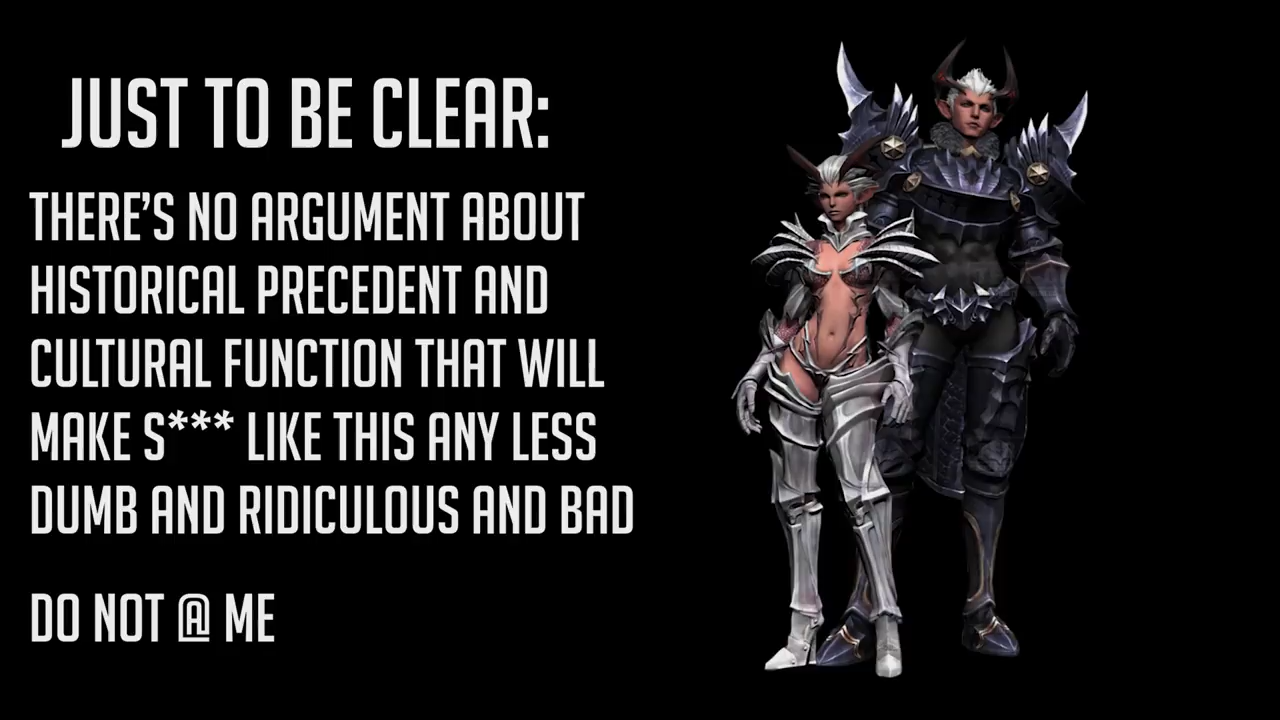 JUST TO BE CLEAR:
THERE'S NO ARGUMENT ABOUT
HISTORICAL PRECEDENT AND
CULTURAL FUNCTION THAT WILL
MAKE S*** LIKE THIS ANY LESS
DUMB AND RIDICULOUS AND BAD
DO NOT @ ME